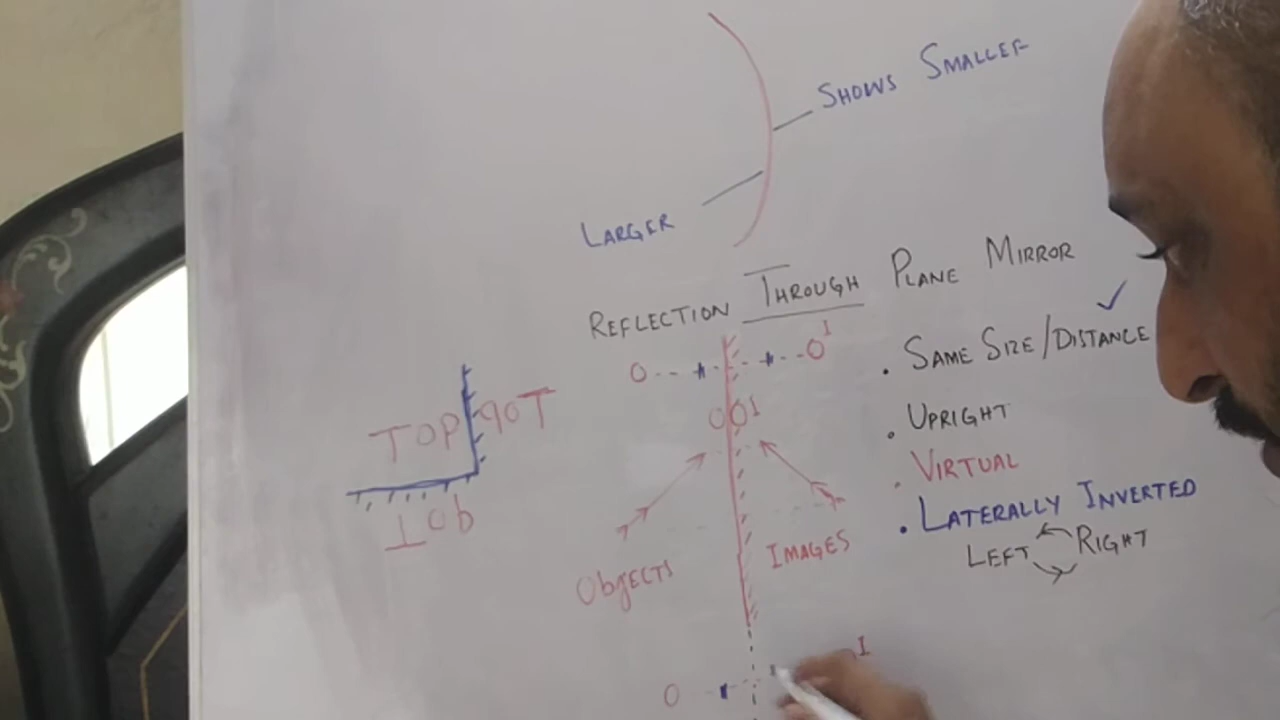 SHOWS SMALLER
LARGER
REFLECTION THROUGH PLANE MIRROR
O O I
. SAME SIZE/DISTANCE
O O I
. UPRIGHT
TOP TOP
. VIRTUAL
TOP
. LATERALLY INVERTED
LEFT RIGHT
OBJECTS IMAGES
O I